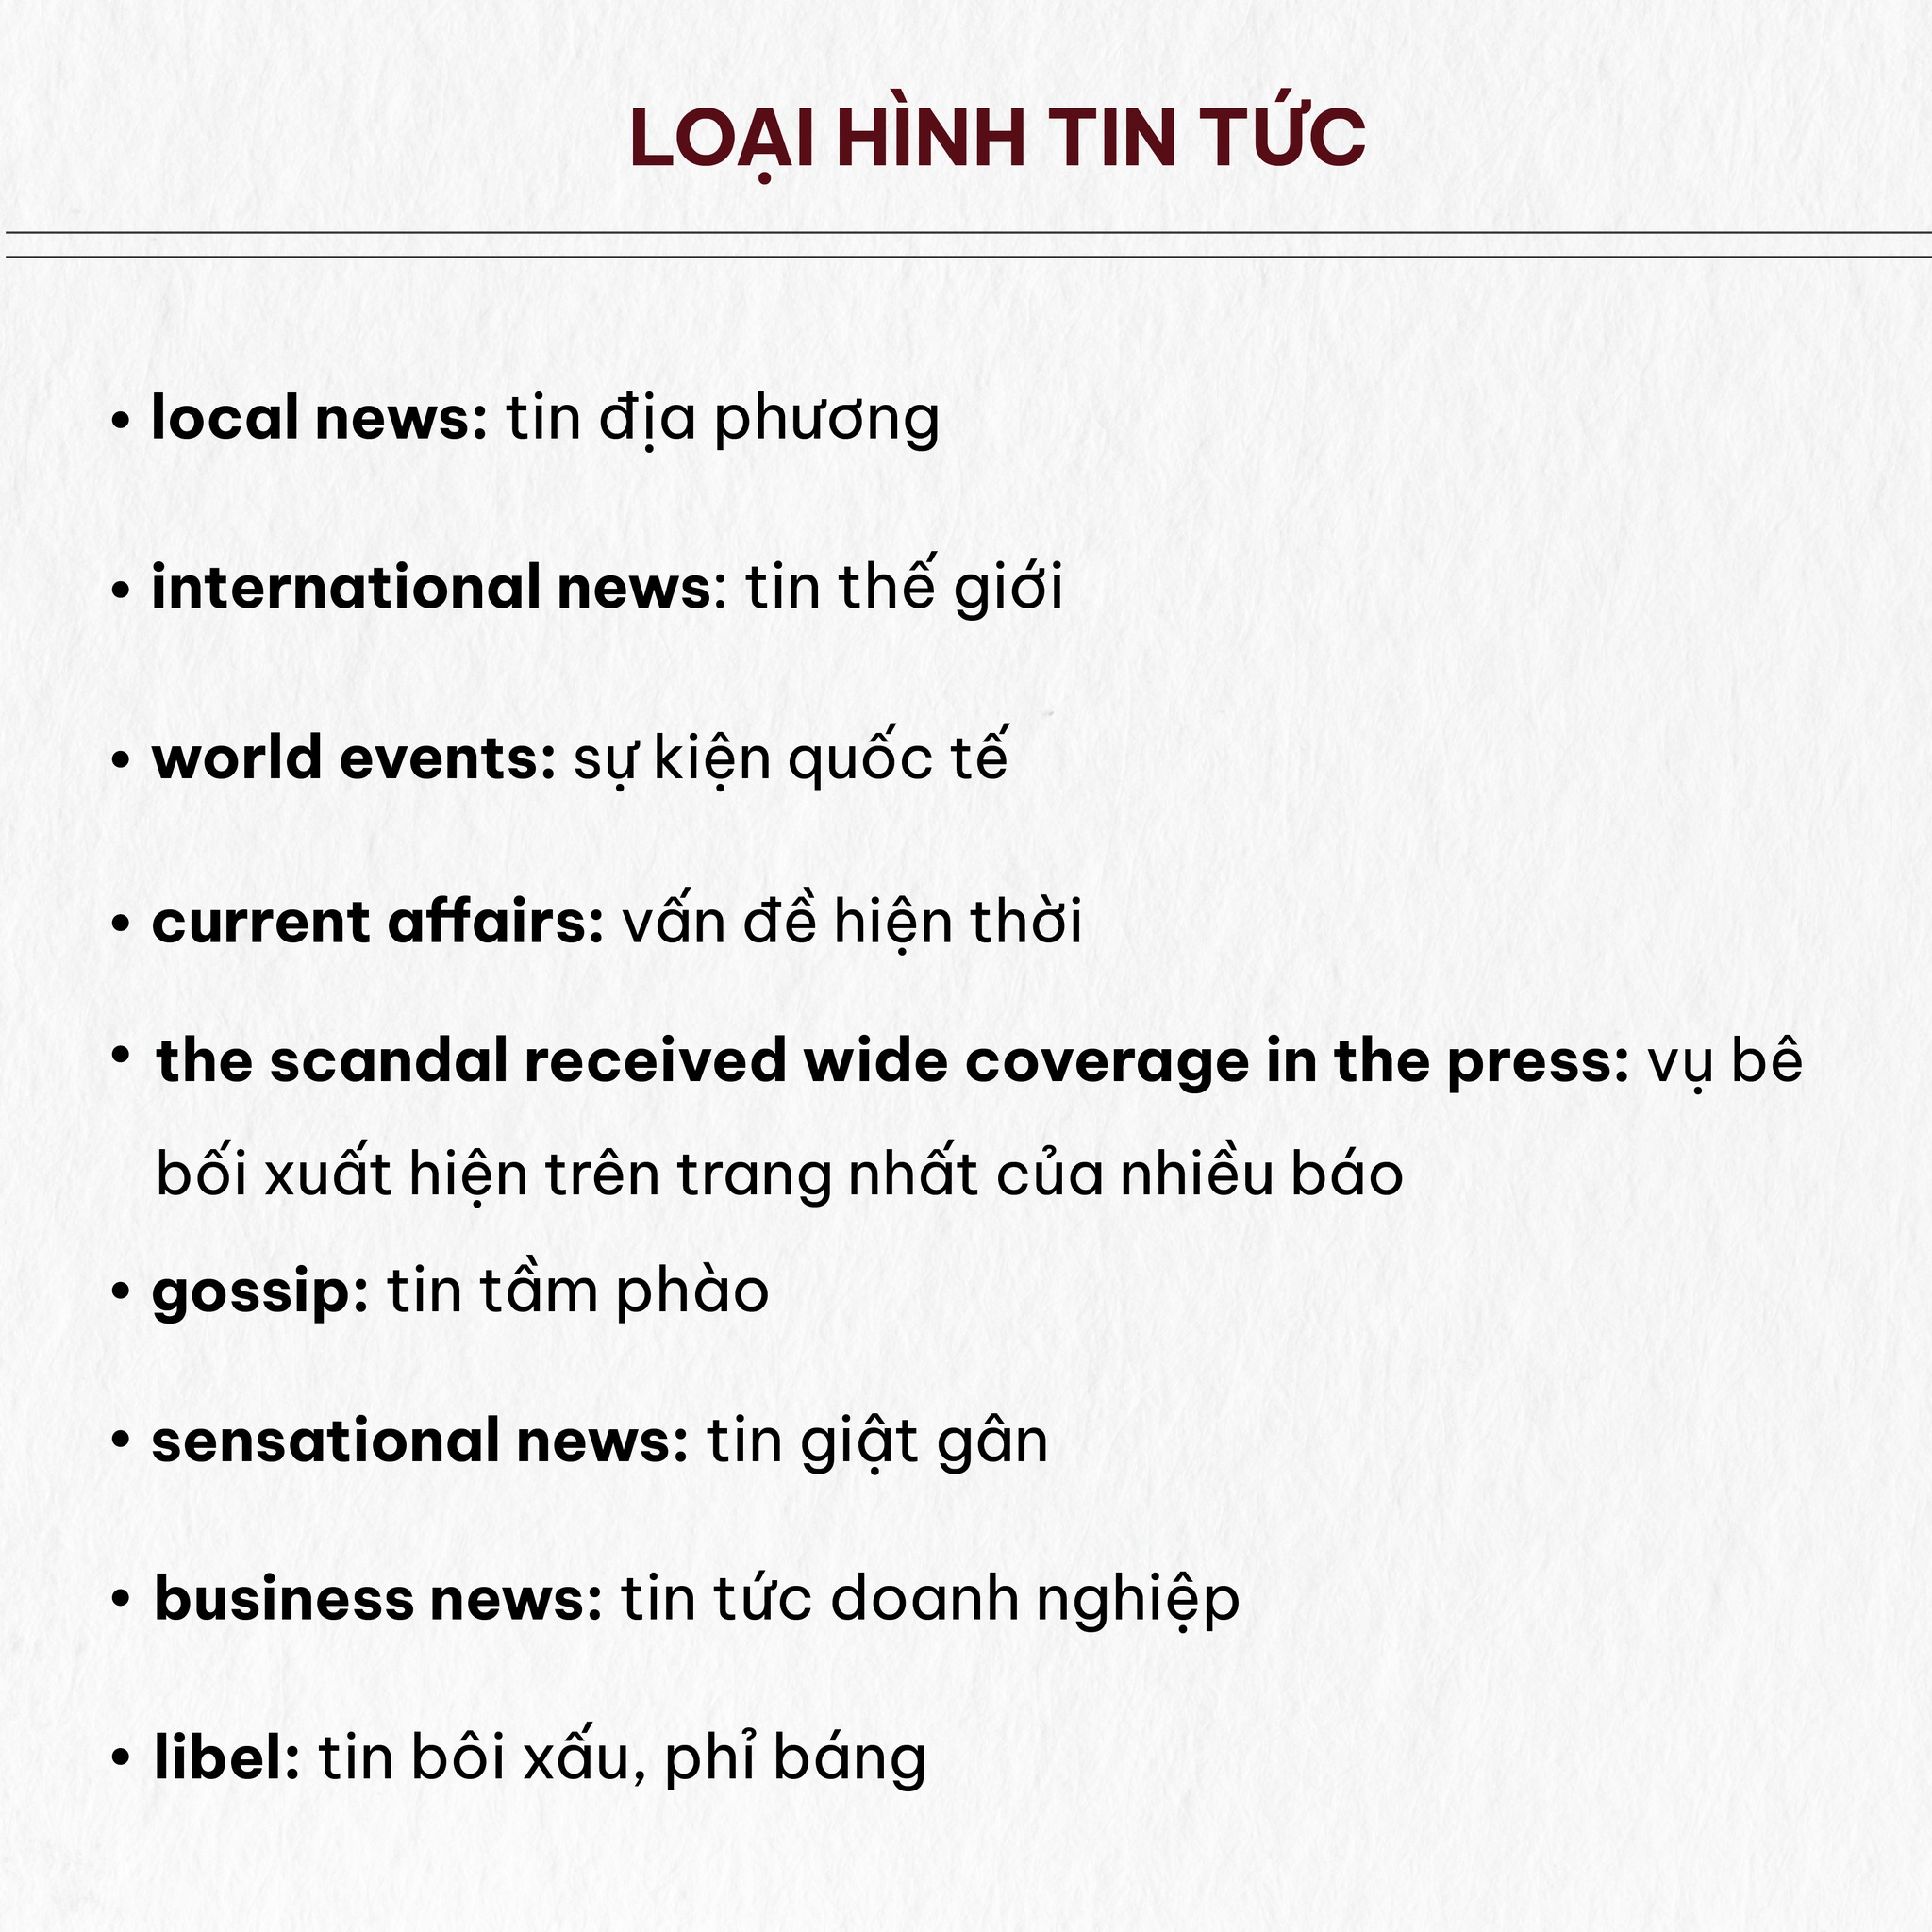 LOẠI HÌNH TIN TỨC
• local news: tin địa phương
• international news: tin thế giới
• world events: sự kiện quốc tế
• current affairs: vấn đề hiện thời
• the scandal received wide coverage in the press: vụ bê
bối xuất hiện trên trang nhất của nhiều báo
• gossip: tin tầm phào
• sensational news: tin giật gân
• business news: tin tức doanh nghiệp
• libel: tin bôi xấu, phỉ báng